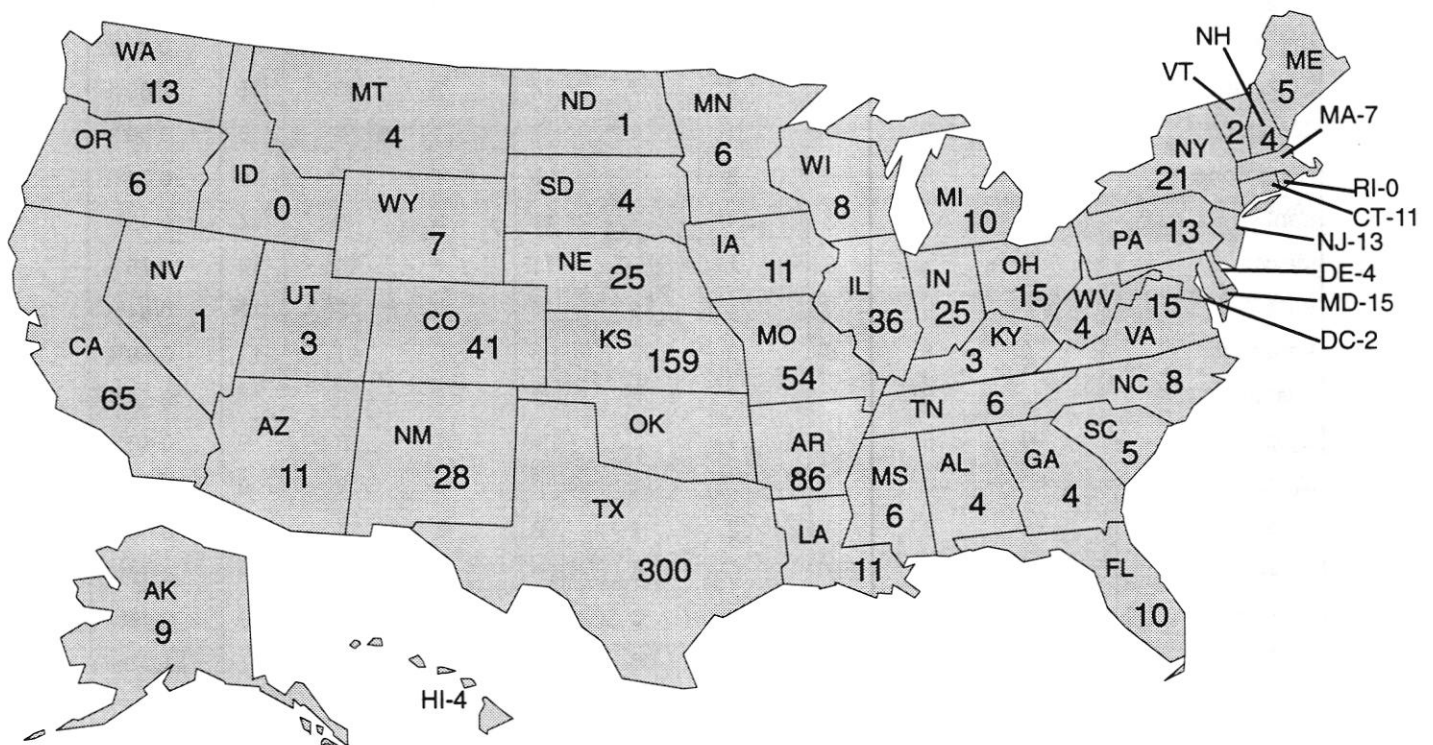 WA
13
OR
6
CA
65
ID
0
NV
1
MT
4
WY
7
UT
3
AZ
11
CO
41
NM
28
ND
1
SD
4
NE
25
KS
159
OK
TX
300
MN
6
IA
11
MO
54
AR
86
LA
11
WI
8
IL
36
MI
10
IN
25
OH
15
KY
3
TN
6
MS
6
AL
4
GA
4
FL
10
SC
5
NC
8
VA
15
WV
4
PA
13
NY
21
VT
2
NH
4
ME
5
MA-7
RI-0
CT-11
NJ-13
DE-4
MD-15
DC-2
AK
9
HI-4